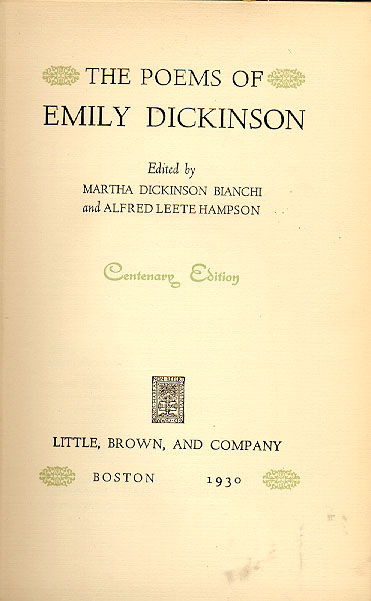 THE POEMS OF
EMILY DICKINSON
Edited by
MARTHA DICKINSON BIANCHI
and ALFRED LEETE HAMPSON
Centenary Edition
LITTLE, BROWN, AND COMPANY
BOSTON 1930